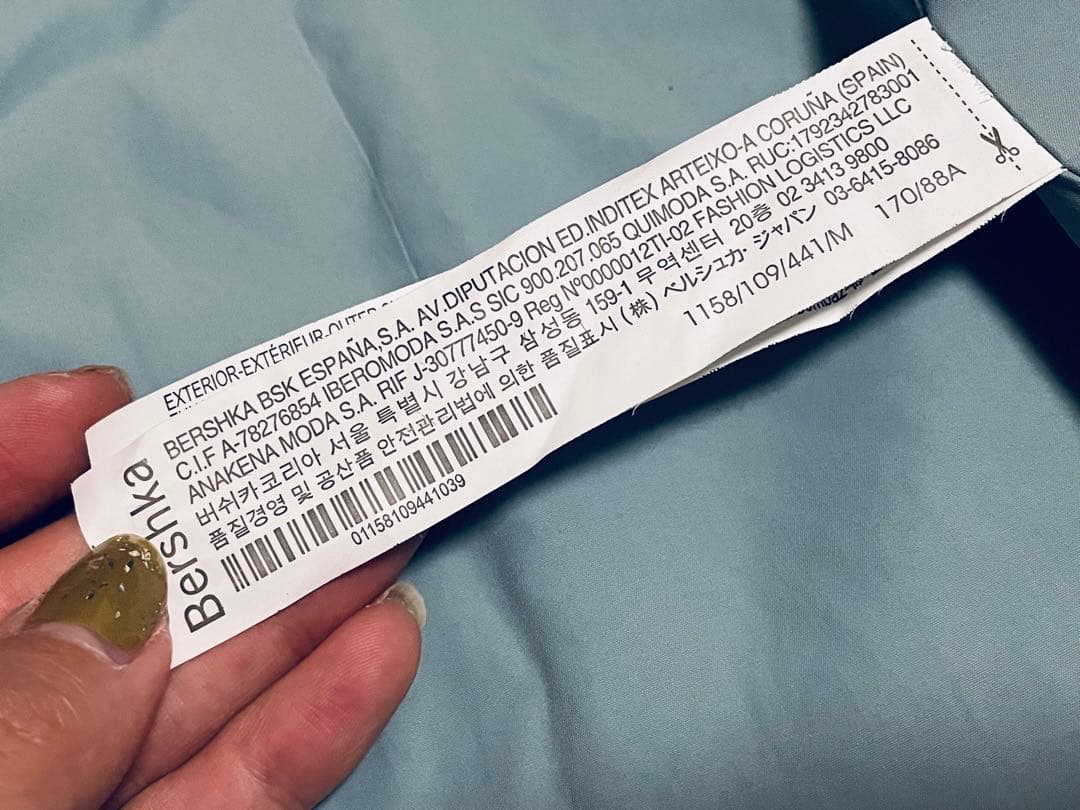 EXTERIOR-EXTÉRIEUR-OUTER
BERSHKA BSK ESPAÑA,S.A. AV.DIPUTACION ED.INDITEX ARTEIXO-A CORUÑA (SPAIN)
C.I.F A-78276854 IBEROMODA S.A.S SIC 900.207.065 QUIMODA S.A. RUC:1792342783001
ANAKENA MODA S.A. RIF J-30777450-9 Reg Nº0000012TI-02 FASHION LOGISTICS LLC
버쉬카코리아 서울 특별시 강남구 삼성동 159-1 무역센터 20층 02 3413 9800
품질경영 및 공산품 안전관리법에 의한 품질표시 (株) ベルシュカ・ジャパン 03-6415-8086
1158/109/441/M 170/88A
01158109441039
Bershka